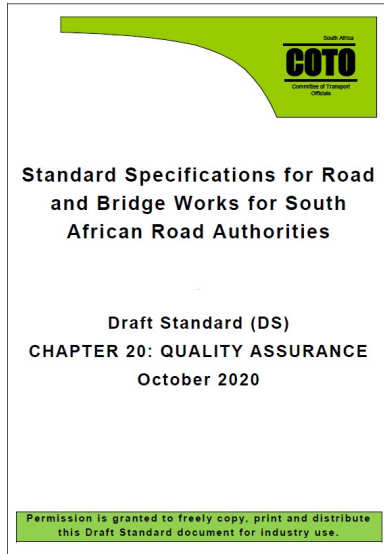 South Africa
COTO
Committee of Transport
Officials
Standard Specifications for Road
and Bridge Works for South
African Road Authorities
Draft Standard (DS)
CHAPTER 20: QUALITY ASSURANCE
October 2020
Permission is granted to freely copy, print and distribute
this Draft Standard document for industry use.